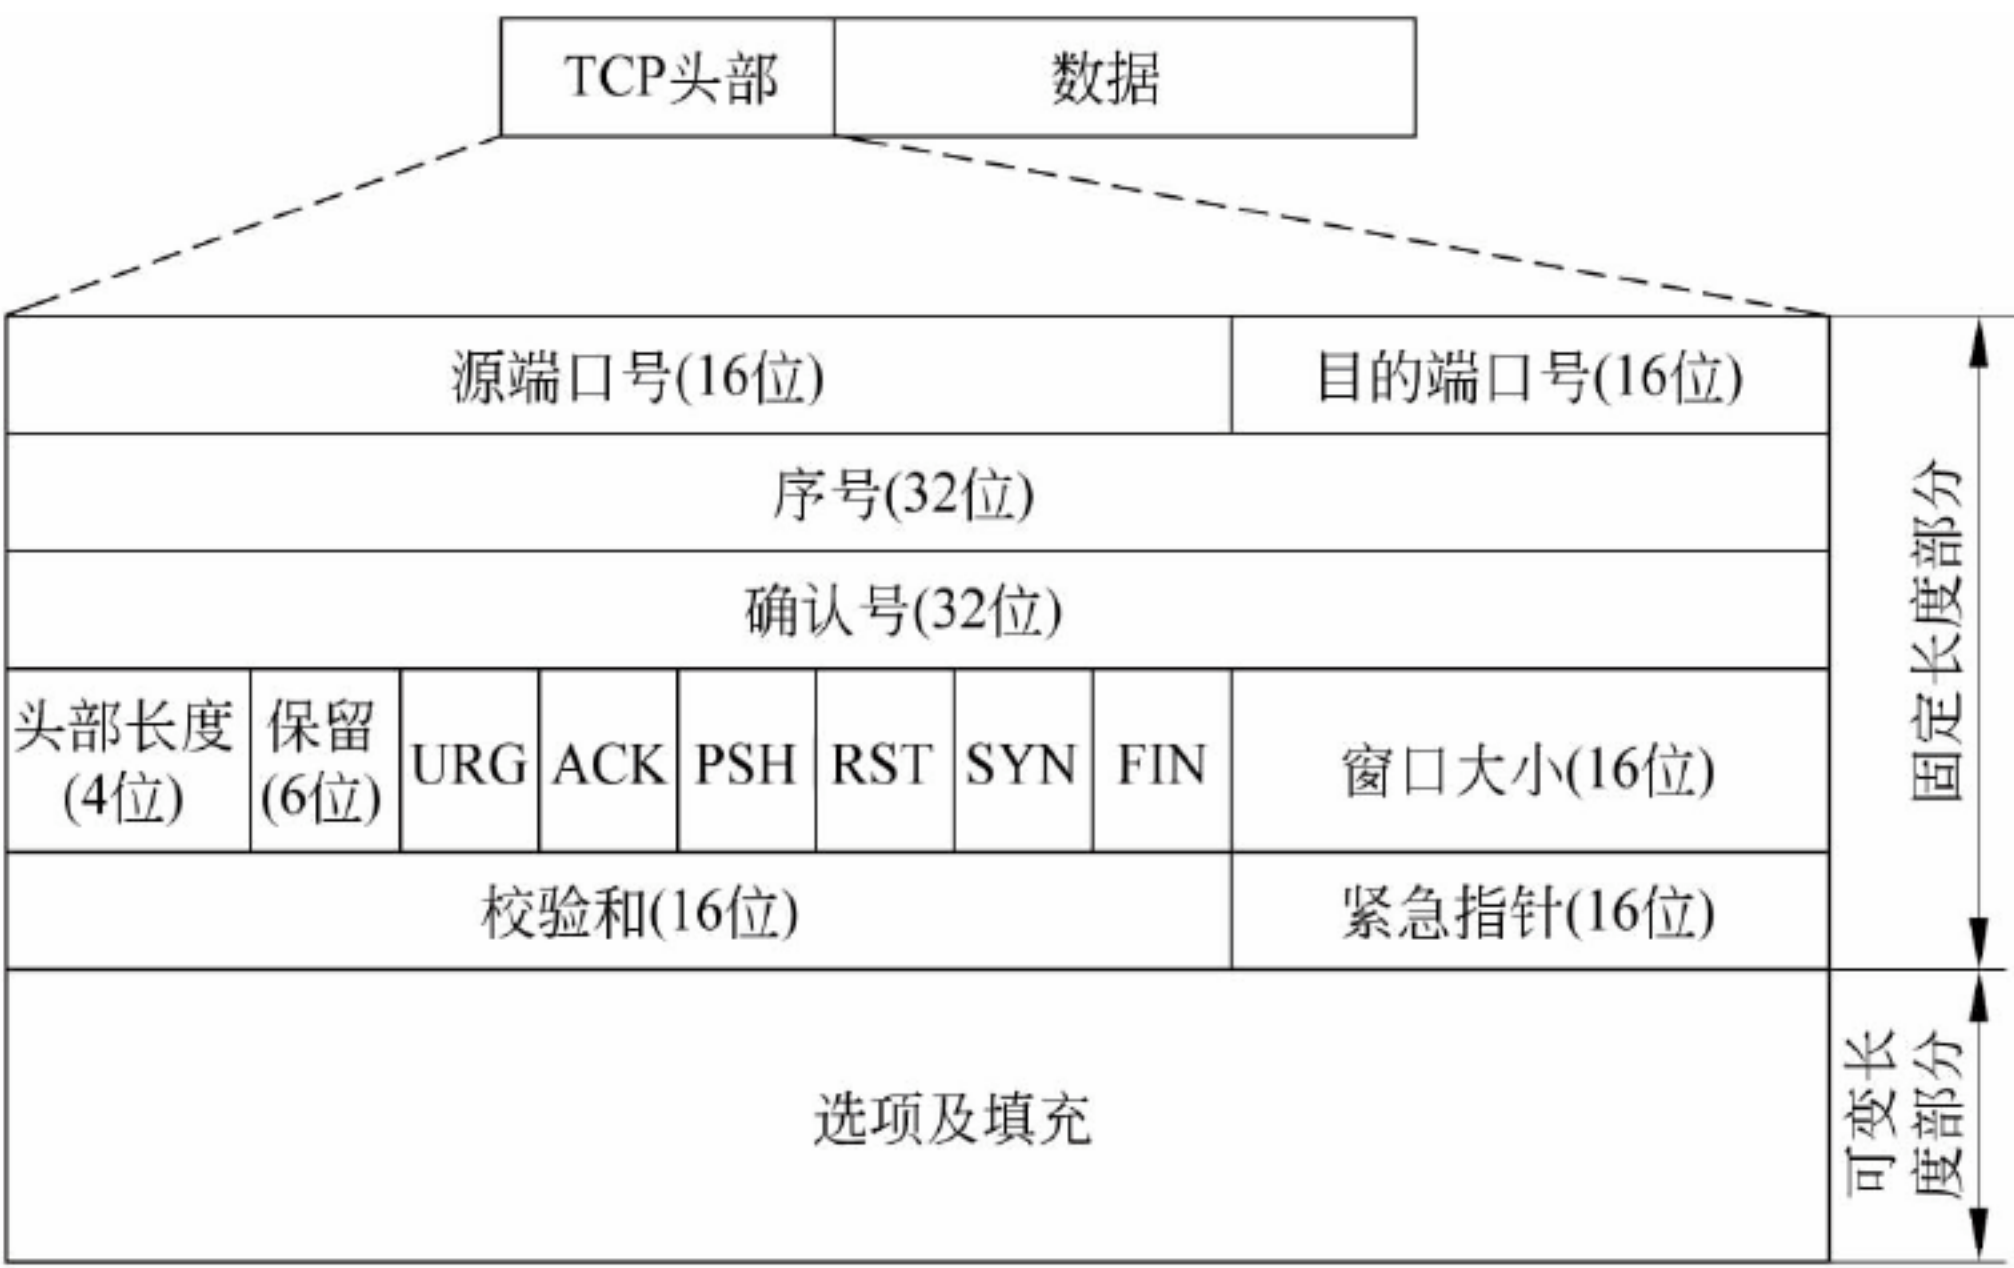 TCP头部
数据
源端口号(16位)
目的端口号(16位)
序号(32位)
确认号(32位)
头部长度
(4位)
保留
(6位)
URG
ACK
PSH
RST
SYN
FIN
窗口大小(16位)
校验和(16位)
紧急指针(16位)
选项及填充
固定长度部分
可变长
度部分